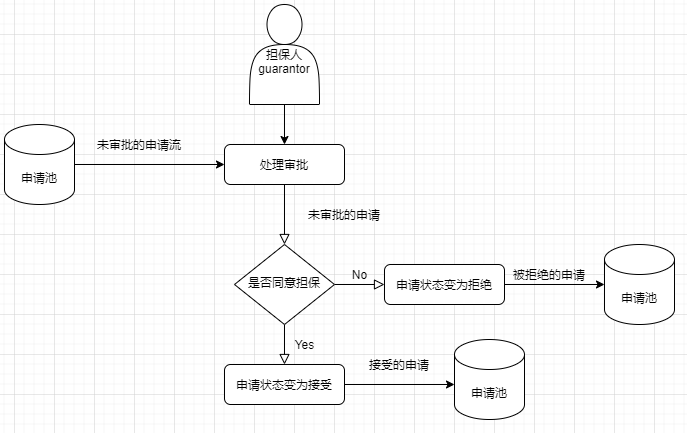 担保人
guarantor
未审批的申请流
申请池
处理审批
未审批的申请
是否同意担保
No
申请状态变为拒绝
被拒绝的申请
申请池
Yes
申请状态变为接受
接受的申请
申请池